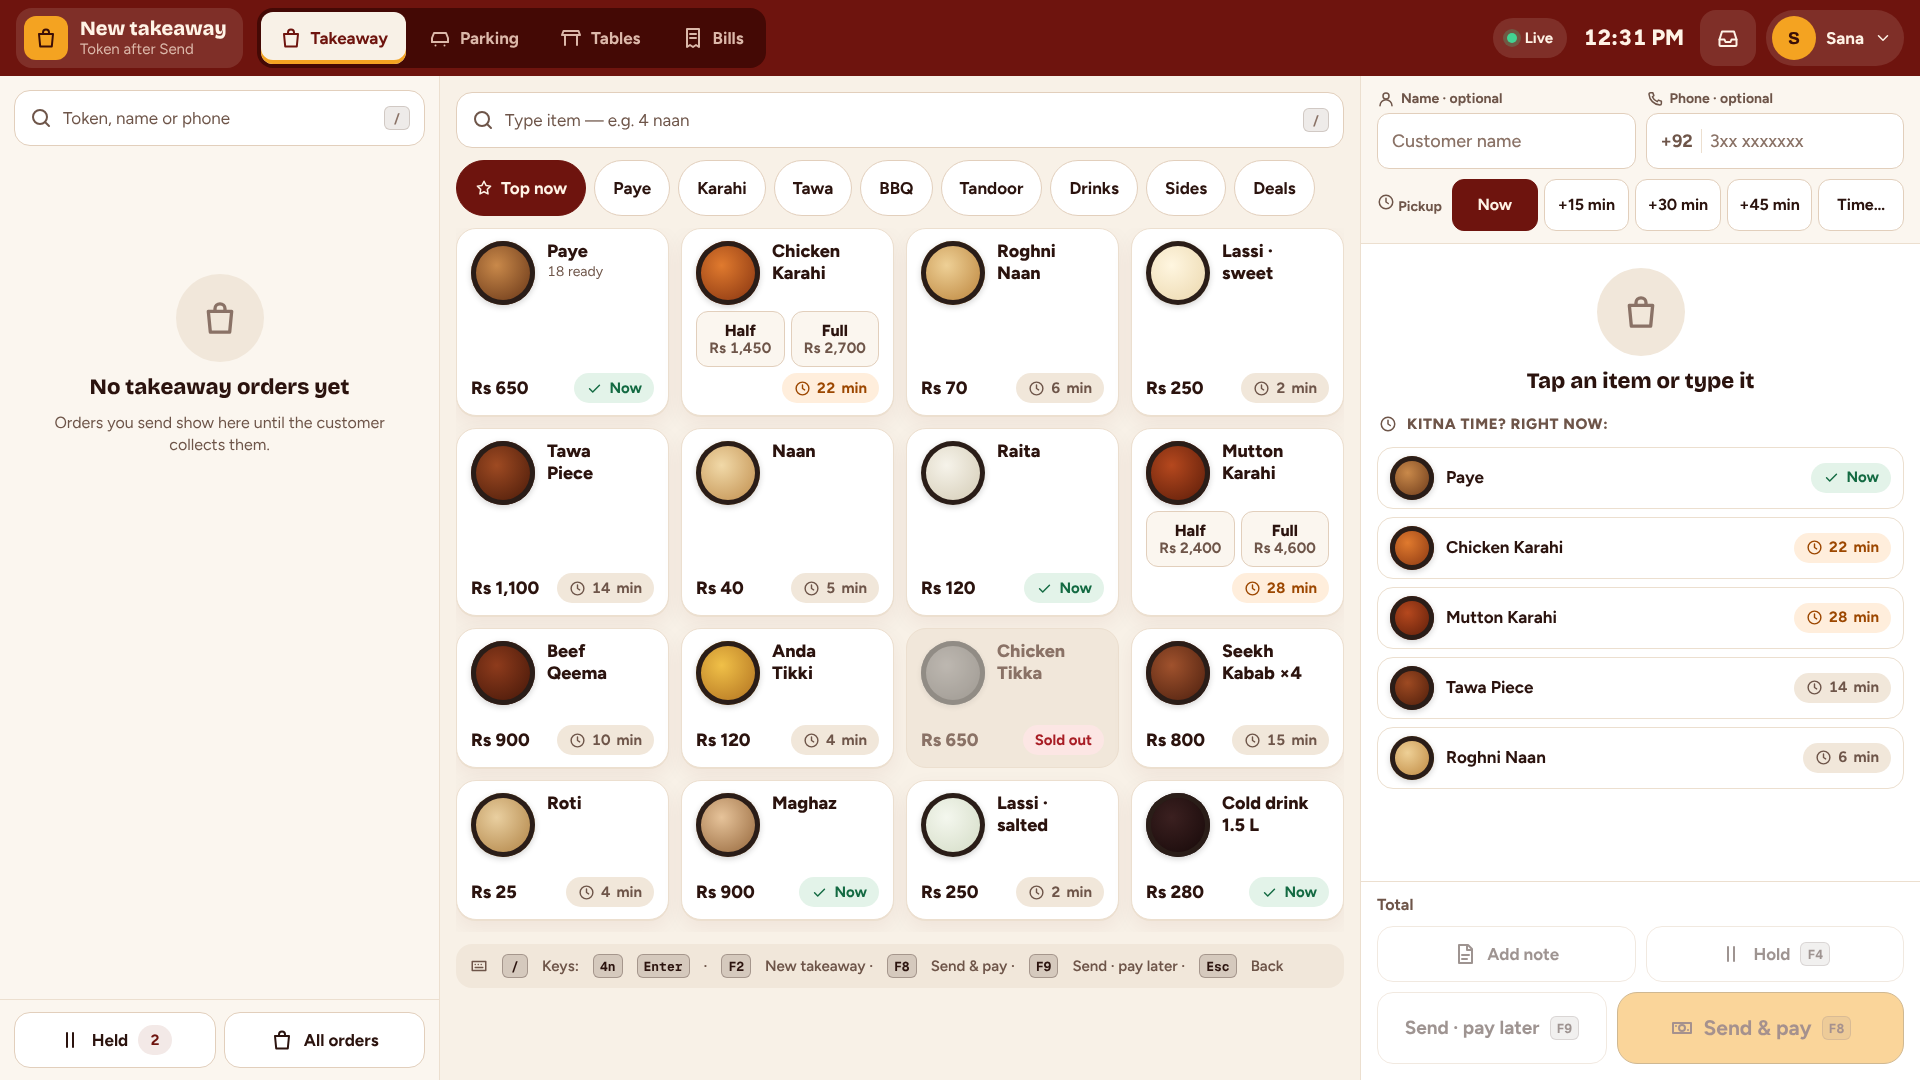 New takeaway
Token after Send
Takeaway
Parking
Tables
Bills
Live
12:31 PM
S
Sana
Token, name or phone
/
No takeaway orders yet
Orders you send show here until the customer
collects them.
Held 2
All orders
Type item — e.g. 4 naan
/
Top now
Paye
Karahi
Tawa
BBQ
Tandoor
Drinks
Sides
Deals
Paye
18 ready
Rs 650
Now
Chicken
Karahi
Half
Rs 1,450
Full
Rs 2,700
22 min
Roghni
Naan
Rs 70
6 min
Lassi ·
sweet
Rs 250
2 min
Tawa
Piece
Rs 1,100
14 min
Naan
Rs 40
5 min
Raita
Rs 120
Now
Mutton
Karahi
Half
Rs 2,400
Full
Rs 4,600
28 min
Beef
Qeema
Rs 900
10 min
Anda
Tikki
Rs 120
4 min
Chicken
Tikka
Rs 650
Sold out
Seekh
Kabab ×4
Rs 800
15 min
Roti
Rs 25
4 min
Maghaz
Rs 900
Now
Lassi ·
salted
Rs 250
2 min
Cold drink
1.5 L
Rs 280
Now
/ Keys: 4n Enter · F2 New takeaway · F8 Send & pay · F9 Send · pay later · Esc Back
Name · optional
Customer name
Phone · optional
+92 3xx xxxxxxx
Pickup
Now
+15 min
+30 min
+45 min
Time...
Tap an item or type it
KITNA TIME? RIGHT NOW:
Paye
Now
Chicken Karahi
22 min
Mutton Karahi
28 min
Tawa Piece
14 min
Roghni Naan
6 min
Total
Add note
Hold F4
Send · pay later F9
Send & pay F8